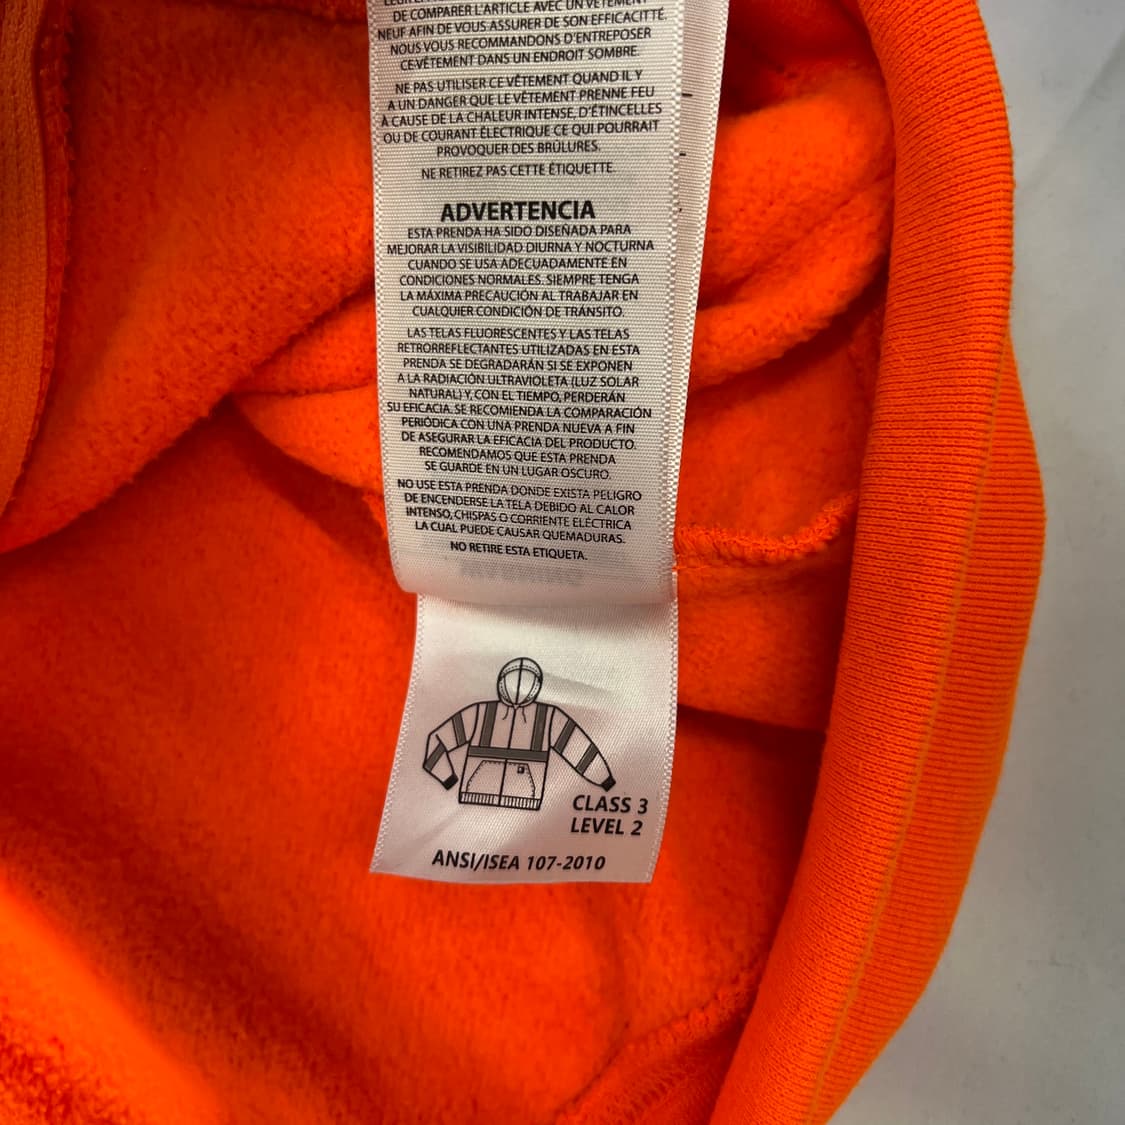 DE COMPARER L'ARTICLE AVEC UN VÊTEMENT
NEUF AFIN DE VOUS ASSURER DE SON EFFICACITTÉ.
NOUS VOUS RECOMMANDONS D'ENTREPOSER
CE VÊTEMENT DANS UN ENDROIT SOMBRE.
NE PAS UTILISER CE VÊTEMENT QUAND IL Y
A UN DANGER QUE LE VÊTEMENT PRENNE FEU
À CAUSE DE LA CHALEUR INTENSE, D'ÉTINCELLES
OU DE COURANT ÉLECTRIQUE CE QUI POURRAIT
PROVOQUER DES BRÛLURES.
NE RETIREZ PAS CETTE ÉTIQUETTE.
ADVERTENCIA
ESTA PRENDA HA SIDO DISEÑADA PARA
MEJORAR LA VISIBILIDAD DIURNA Y NOCTURNA
CUANDO SE USA ADECUADAMENTE EN
CONDICIONES NORMALES. SIEMPRE TENGA
LA MÁXIMA PRECAUCIÓN AL TRABAJAR EN
CUALQUIER CONDICIÓN DE TRÁNSITO.
LAS TELAS FLUORESCENTES Y LAS TELAS
RETRORREFLECTANTES UTILIZADAS EN ESTA
PRENDA SE DEGRADARÁN SI SE EXPONEN
A LA RADIACIÓN ULTRAVIOLETA (LUZ SOLAR
NATURAL) Y, CON EL TIEMPO, PERDERÁN
SU EFICACIA. SE RECOMIENDA LA COMPARACIÓN
PERIÓDICA CON UNA PRENDA NUEVA A FIN
DE ASEGURAR LA EFICACIA DEL PRODUCTO.
RECOMENDAMOS QUE ESTA PRENDA
SE GUARDE EN UN LUGAR OSCURO.
NO USE ESTA PRENDA DONDE EXISTA PELIGRO
DE ENCENDERSE LA TELA DEBIDO AL CALOR
INTENSO, CHISPAS O CORRIENTE ELÉCTRICA
LA CUAL PUEDE CAUSAR QUEMADURAS.
NO RETIRE ESTA ETIQUETA.
CLASS 3
LEVEL 2
ANSI/ISEA 107-2010